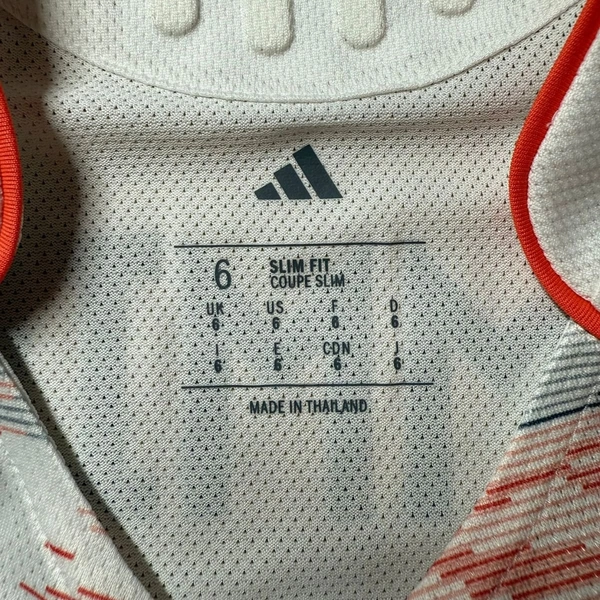 6 SLIM FIT
COUPE SLIM
UK US F D
6 6 6 6
I E CDN J
6 6 6 6
MADE IN THAILAND